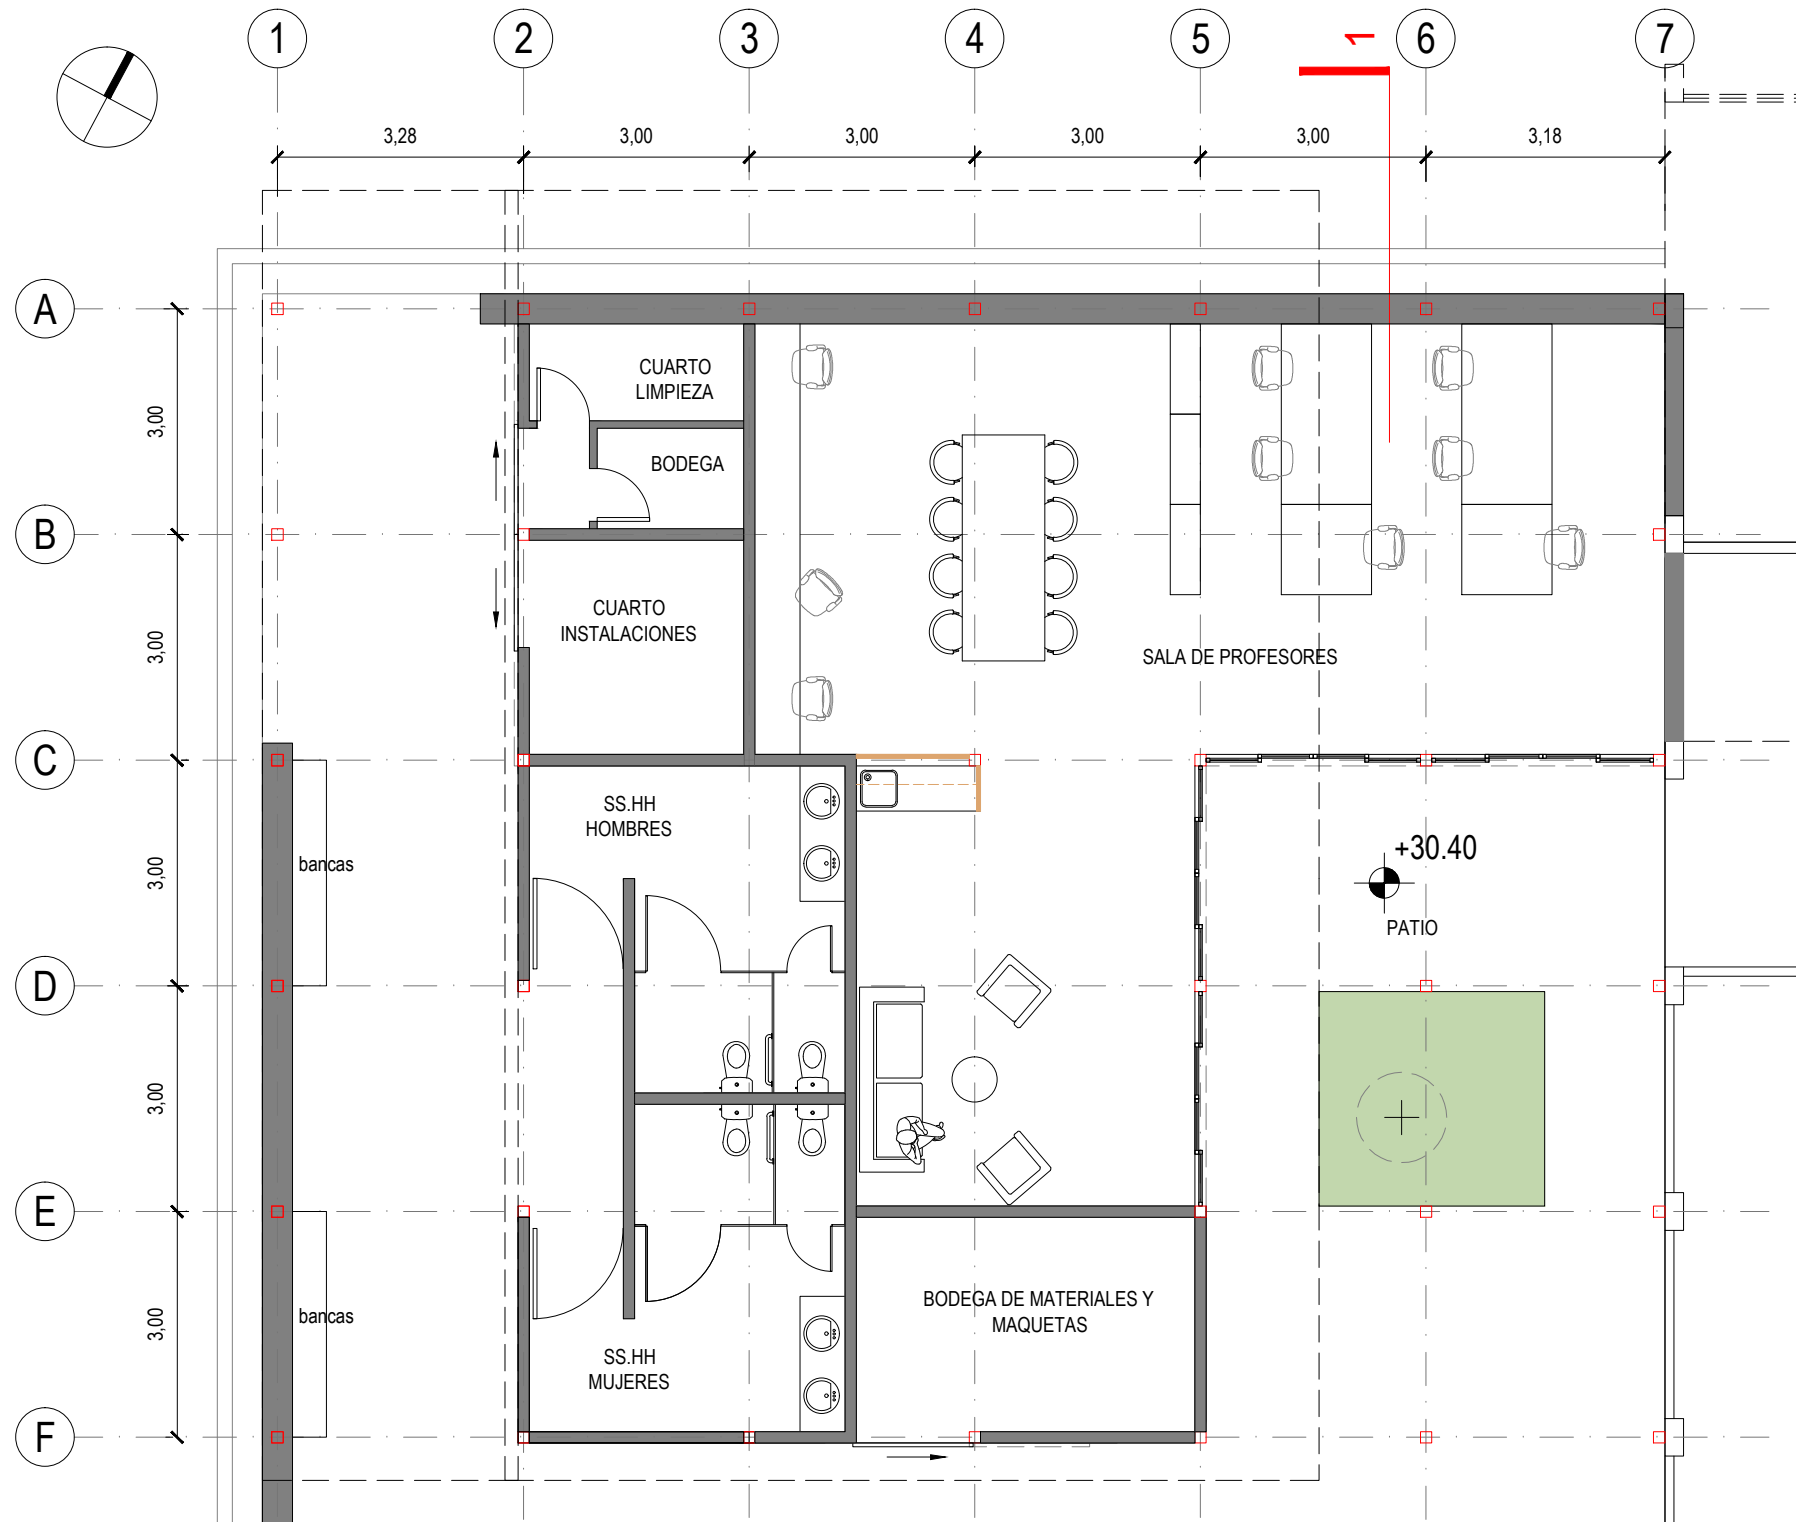 1 2 3 4 5 6 7
1
3,28 3,00 3,00 3,00 3,00 3,18
A
B
C
D
E
F
3,00
3,00
3,00
3,00
3,00
CUARTO
LIMPIEZA
BODEGA
CUARTO
INSTALACIONES
SALA DE PROFESORES
SS.HH
HOMBRES
bancas
+30.40
PATIO
bancas
BODEGA DE MATERIALES Y
MAQUETAS
SS.HH
MUJERES